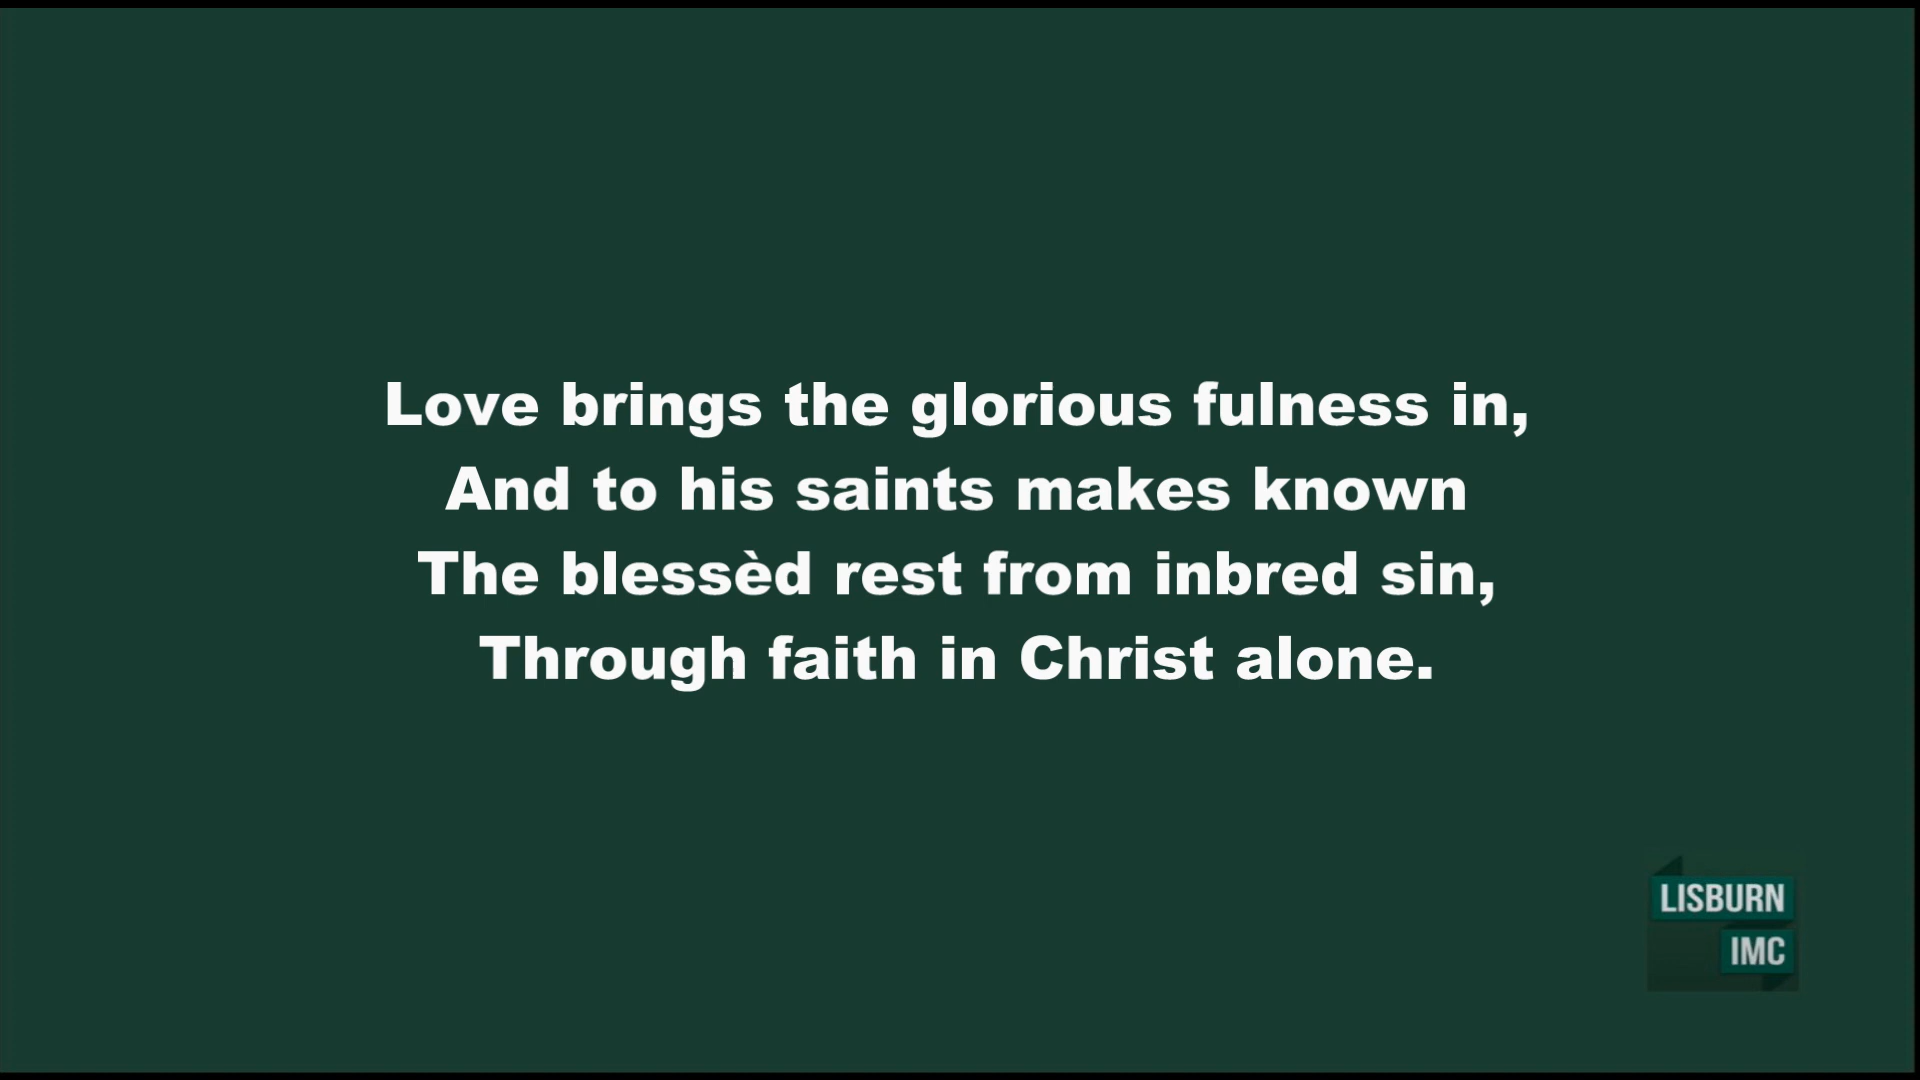 Love brings the glorious fulness in,
And to his saints makes known
The blessèd rest from inbred sin,
Through faith in Christ alone.
LISBURN
IMC